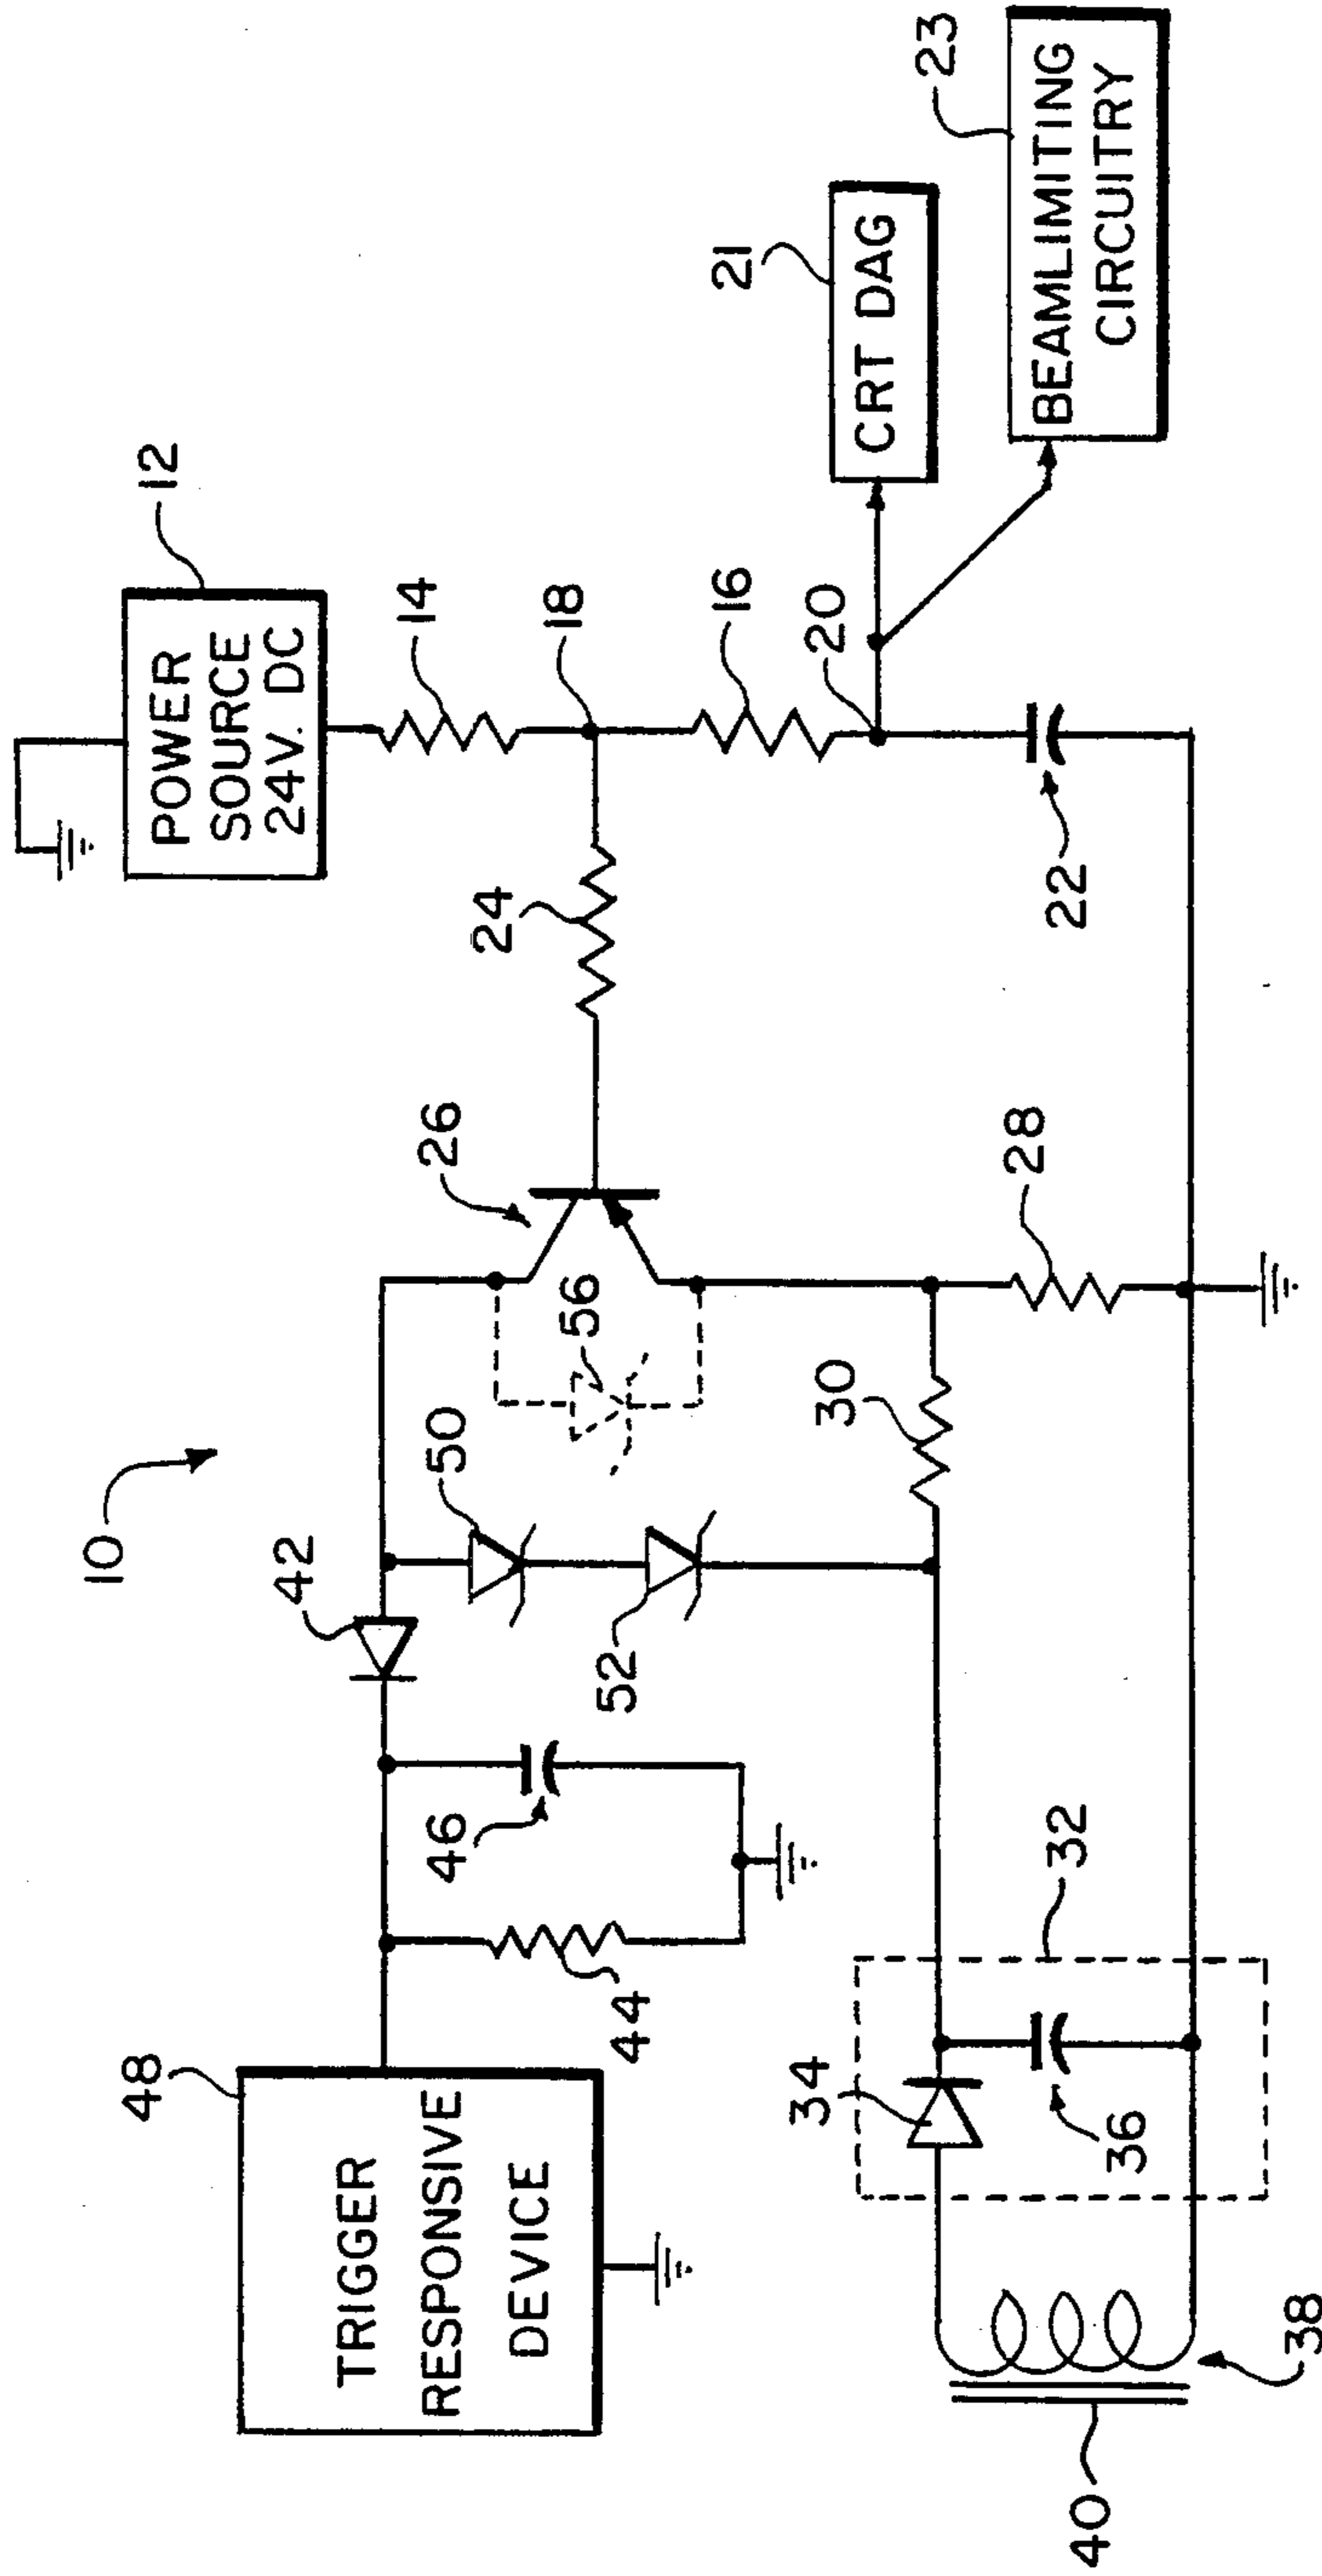 10
48
TRIGGER
RESPONSIVE
DEVICE
44
46
42
50
52
56
26
24
POWER
SOURCE
24V. DC
12
14
18
16
20
21
CRT DAG
23
BEAMLIMITING
CIRCUITRY
22
28
30
32
34
36
38
40